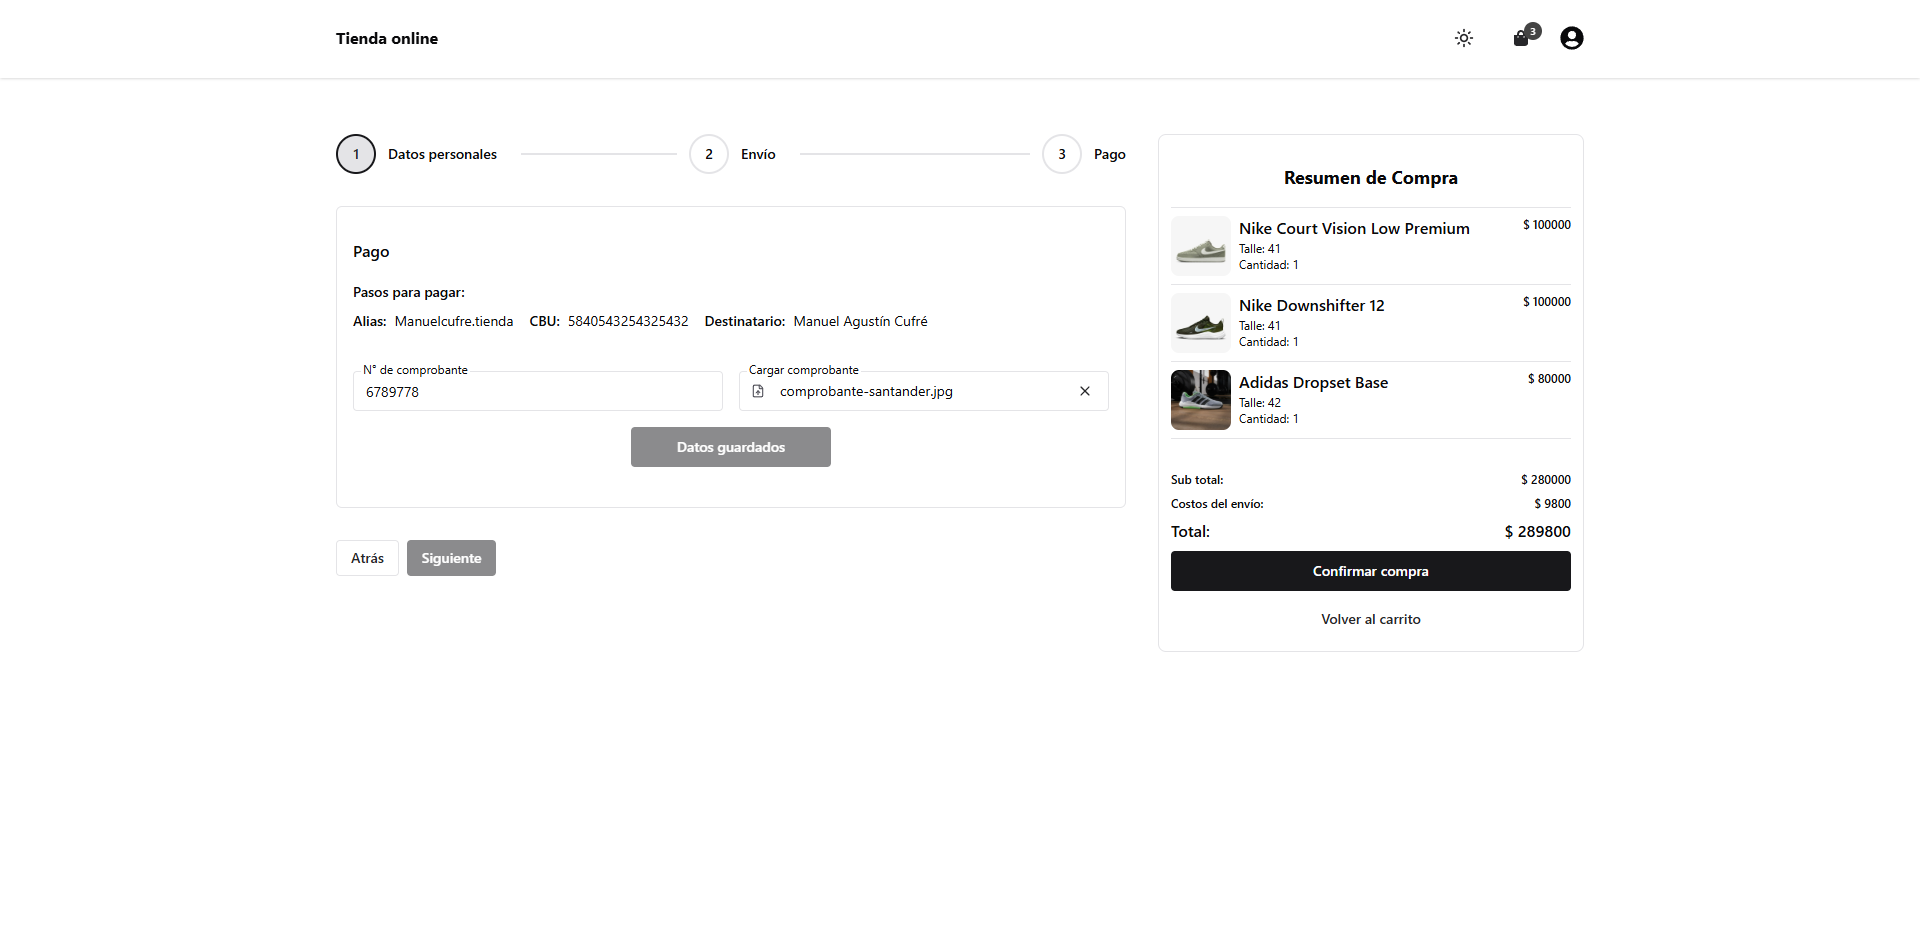 Tienda online
3
1 Datos personales
2 Envío
3 Pago
Pago
Pasos para pagar:
Alias: Manuelcufre.tienda CBU: 5840543254325432 Destinatario: Manuel Agustín Cufré
N° de comprobante
6789778
Cargar comprobante
comprobante-santander.jpg
Datos guardados
Atrás
Siguiente
Resumen de Compra
Nike Court Vision Low Premium
$ 100000
Talle: 41
Cantidad: 1
Nike Downshifter 12
$ 100000
Talle: 41
Cantidad: 1
Adidas Dropset Base
$ 80000
Talle: 42
Cantidad: 1
Sub total: $ 280000
Costos del envío: $ 9800
Total: $ 289800
Confirmar compra
Volver al carrito